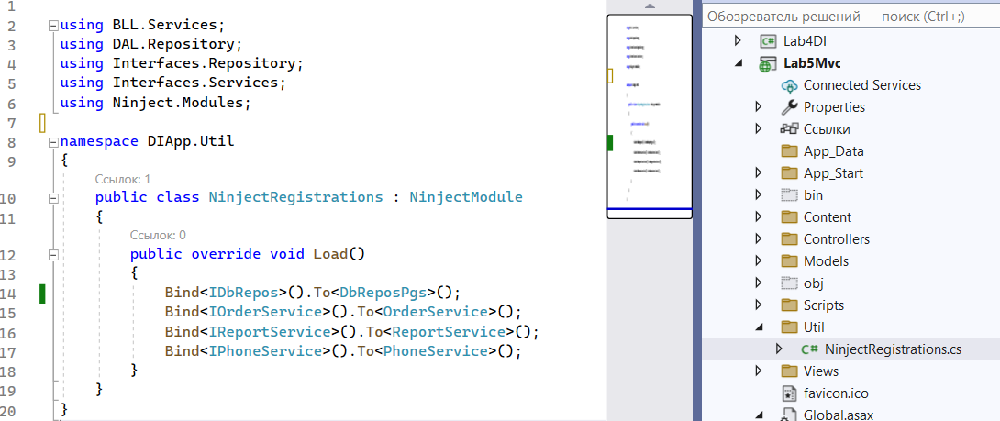 1
2 using BLL.Services;
3 using DAL.Repository;
4 using Interfaces.Repository;
5 using Interfaces.Services;
6 using Ninject.Modules;
7
8 namespace DIApp.Util
9 {
Ссылок: 1
10 public class NinjectRegistrations : NinjectModule
11 {
Ссылок: 0
12 public override void Load()
13 {
14 Bind<IDbRepos>().To<DbReposPgs>();
15 Bind<IOrderService>().To<OrderService>();
16 Bind<IReportService>().To<ReportService>();
17 Bind<IPhoneService>().To<PhoneService>();
18 }
19 }
20 }
Обозреватель решений — поиск (Ctrl+;)
C# Lab4DI
Lab5Mvc
Connected Services
Properties
Ссылки
App_Data
App_Start
bin
Content
Controllers
Models
obj
Scripts
Util
C# NinjectRegistrations.cs
Views
favicon.ico
Global.asax